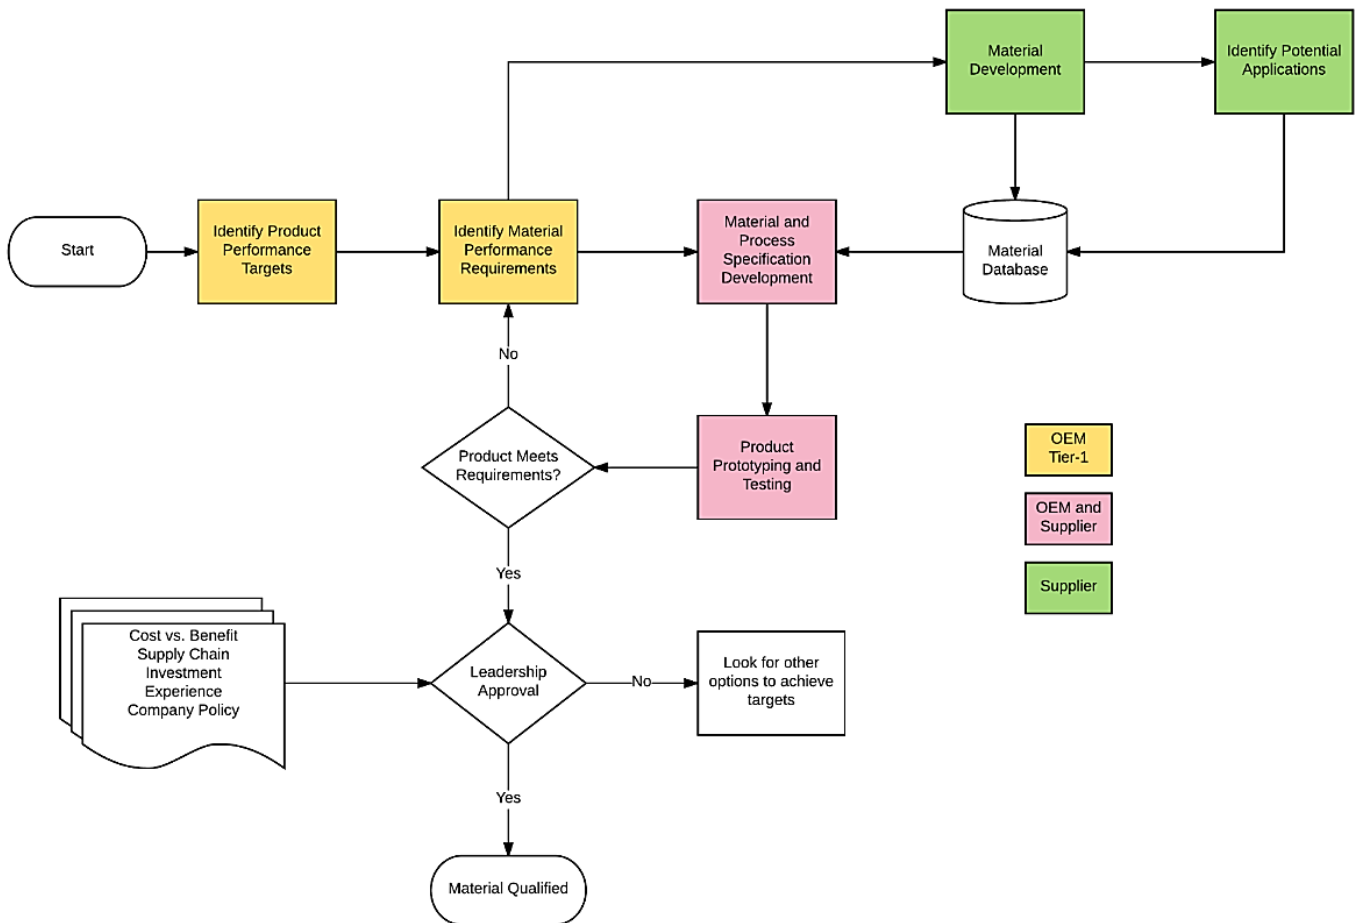 Material
Development
Identify Potential
Applications
Start
Identify Product
Performance
Targets
Identify Material
Performance
Requirements
Material and
Process
Specification
Development
Material
Database
No
Product Meets
Requirements?
Product
Prototyping and
Testing
OEM
Tier-1
OEM and
Supplier
Supplier
Yes
Cost vs. Benefit
Supply Chain
Investment
Experience
Company Policy
Leadership
Approval
No
Look for other
options to achieve
targets
Yes
Material Qualified